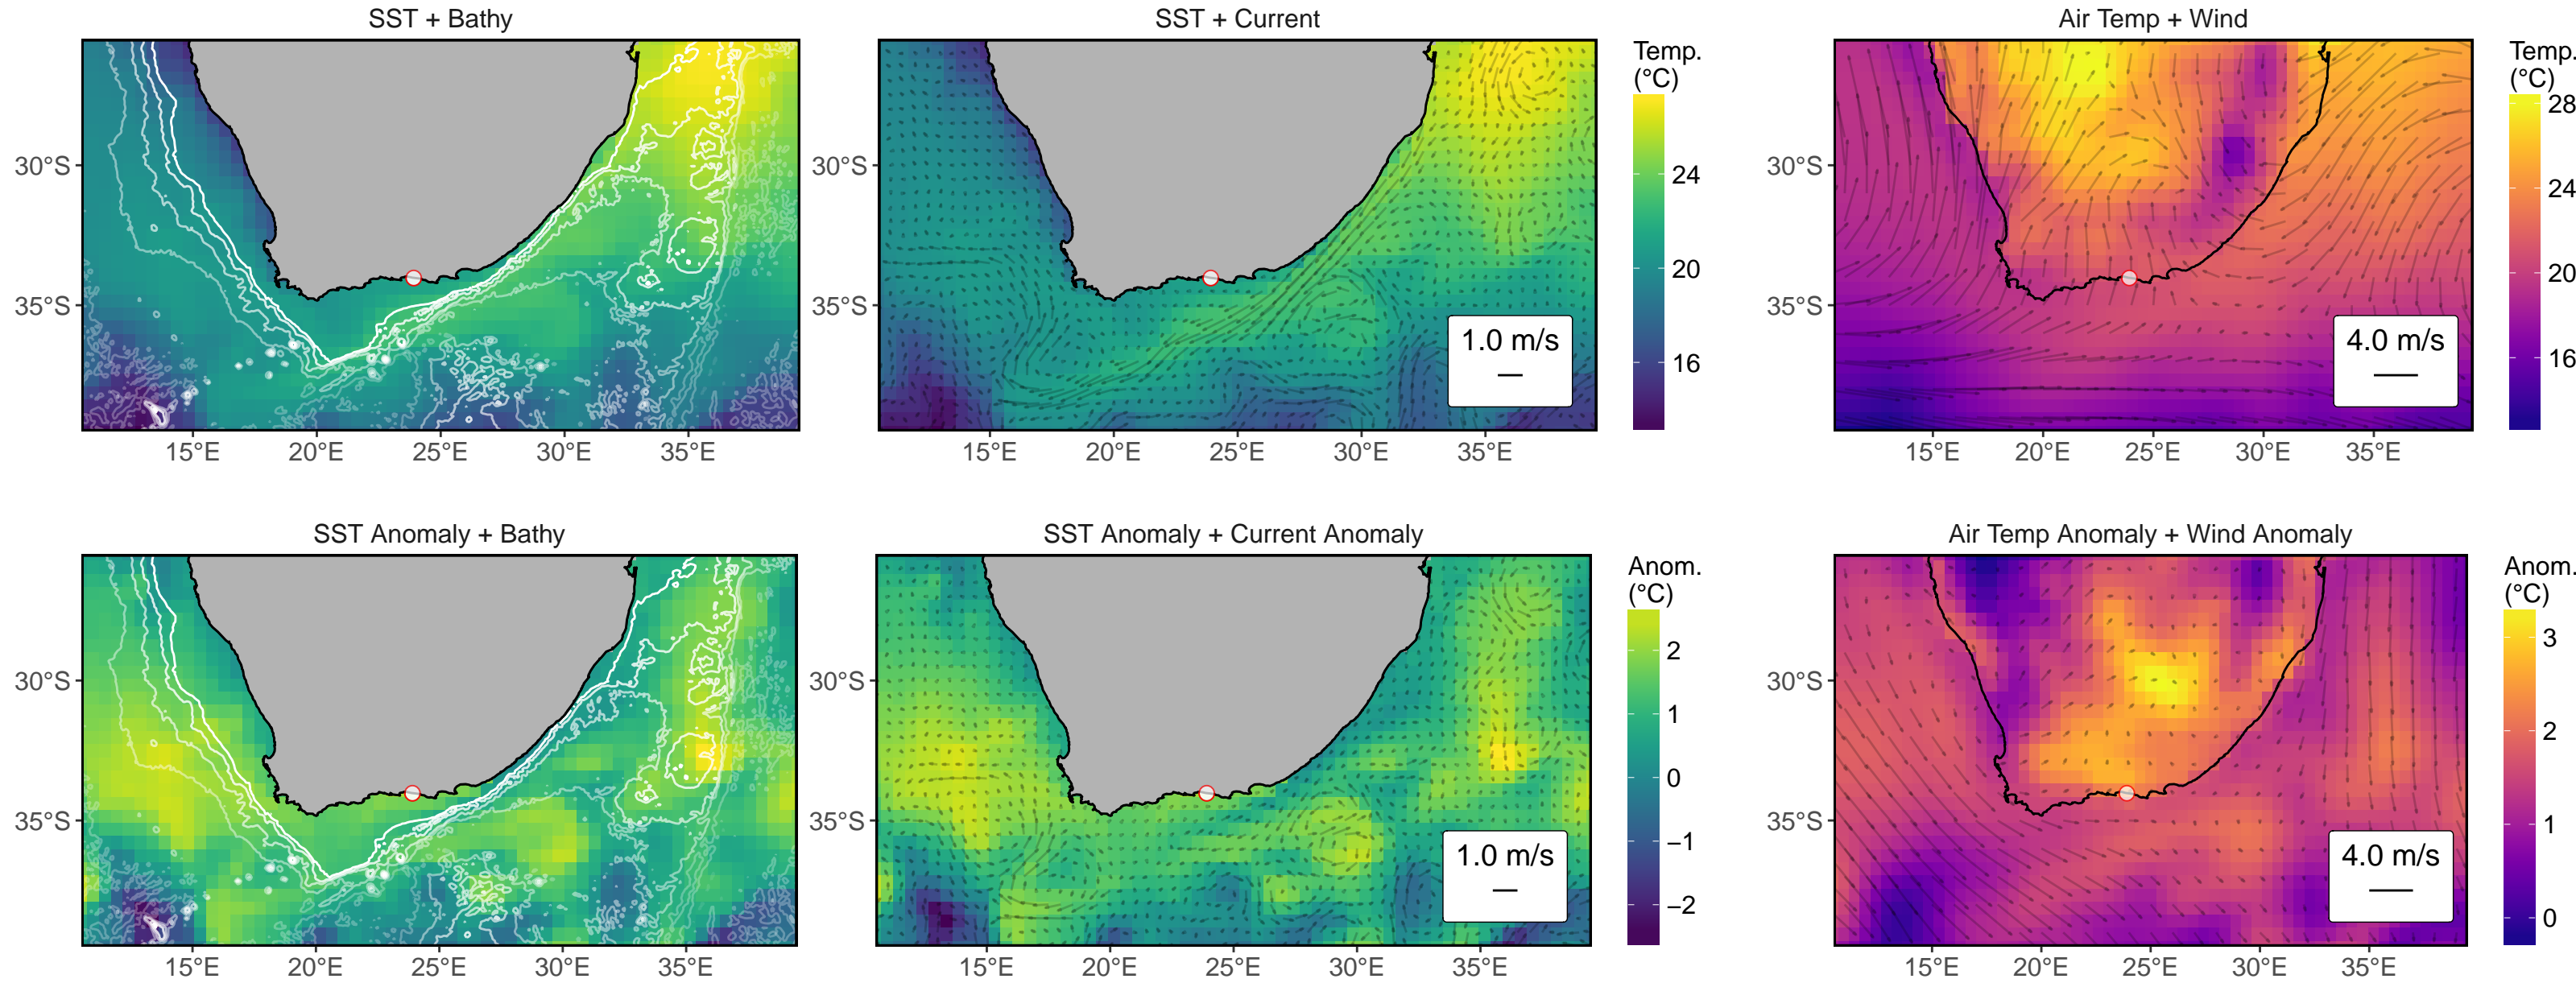 SST + Bathy
SST + Current
Air Temp + Wind
Temp.
(°C)
24
20
16
Temp.
(°C)
28
24
20
16
30°S
35°S
15°E 20°E 25°E 30°E 35°E
30°S
35°S
1.0 m/s
15°E 20°E 25°E 30°E 35°E
30°S
35°S
4.0 m/s
15°E 20°E 25°E 30°E 35°E
SST Anomaly + Bathy
SST Anomaly + Current Anomaly
Air Temp Anomaly + Wind Anomaly
Anom.
(°C)
2
1
0
−1
−2
Anom.
(°C)
3
2
1
0
30°S
35°S
15°E 20°E 25°E 30°E 35°E
30°S
35°S
1.0 m/s
15°E 20°E 25°E 30°E 35°E
30°S
35°S
4.0 m/s
15°E 20°E 25°E 30°E 35°E